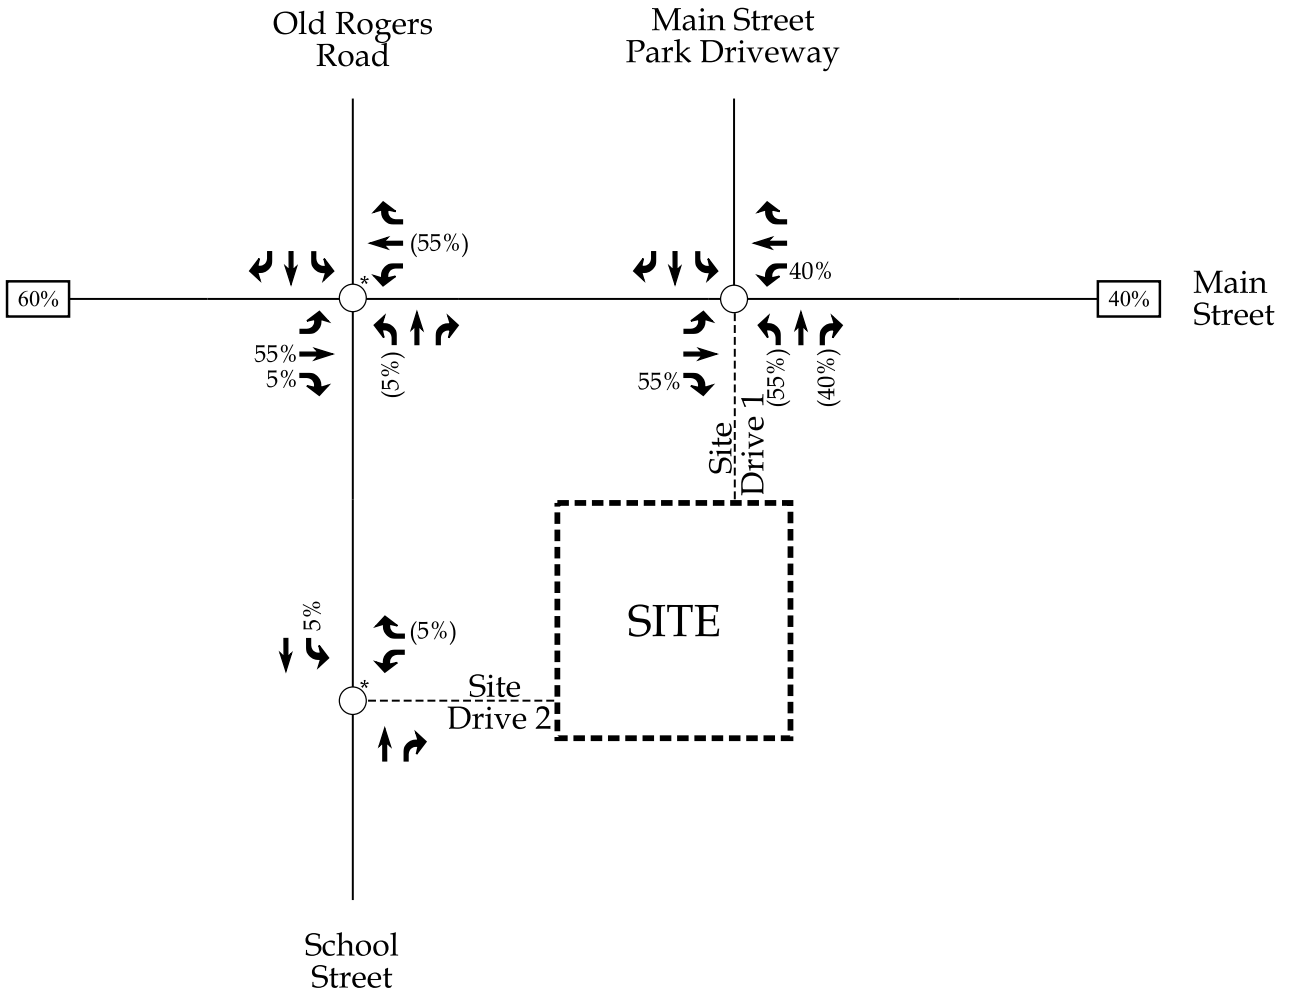 Old Rogers
Road
Main Street
Park Driveway
(55%)
*
40%
60%
40%
Main
Street
55%
5%
(5%)
55%
(55%)
(40%)
Site
Drive 1
SITE
5%
(5%)
*
Site
Drive 2
School
Street